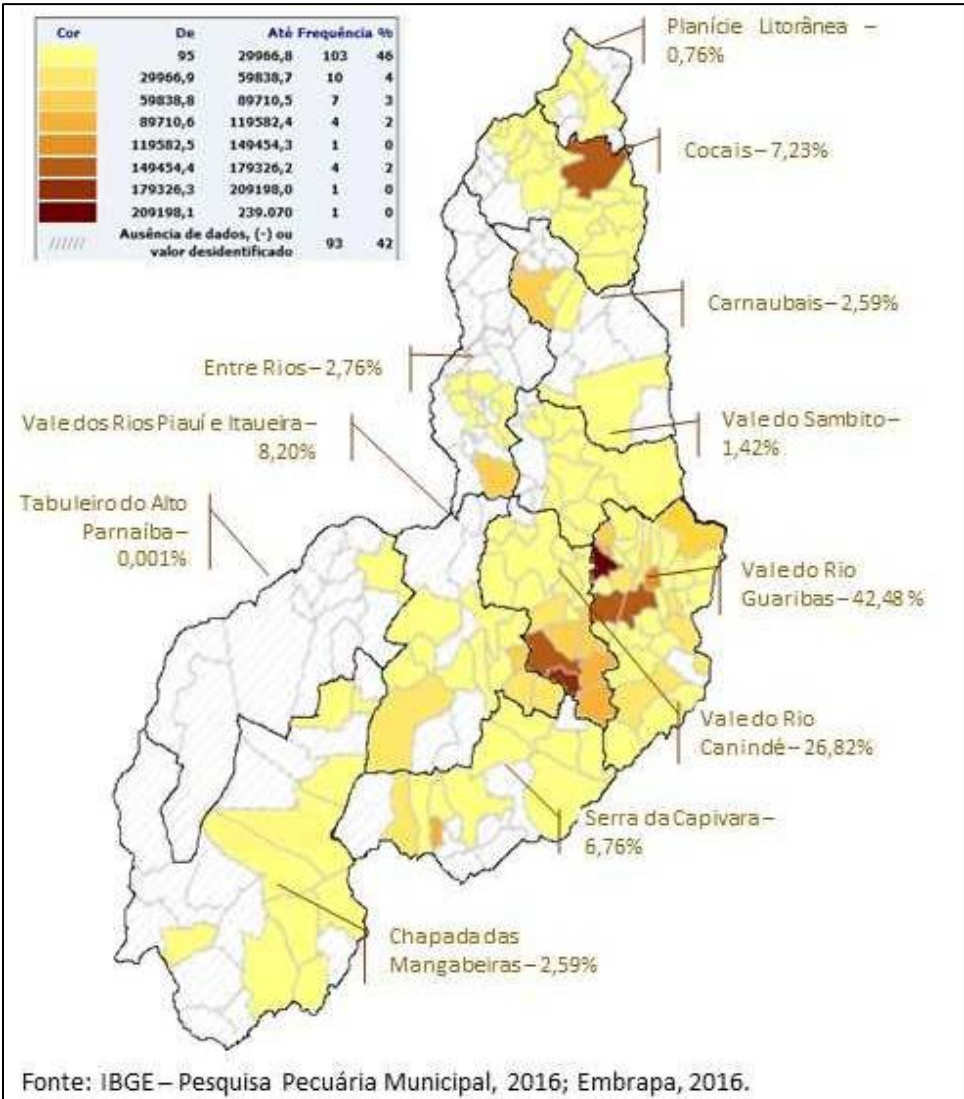 Cor De Até Frequência %
95 29966,8 103 46
29966,9 59838,7 10 4
59838,8 89710,5 7 3
89710,6 119582,4 4 2
119582,5 149454,3 1 0
149454,4 179326,2 4 2
179326,3 209198,0 1 0
209198,1 239.070 1 0
////// Ausência de dados, (-) ou
valor desidentificado 93 42
Planície Litorânea –
0,76%
Cocais – 7,23%
Carnaubais – 2,59%
Entre Rios – 2,76%
Vale dos Rios Piauí e Itaueira –
8,20%
Vale do Sambito –
1,42%
Tabuleiro do Alto
Parnaíba –
0,001%
Vale do Rio
Guaribas – 42,48 %
Vale do Rio
Canindé – 26,82%
Serra da Capivara –
6,76%
Chapada das
Mangabeiras – 2,59%
Fonte: IBGE – Pesquisa Pecuária Municipal, 2016; Embrapa, 2016.